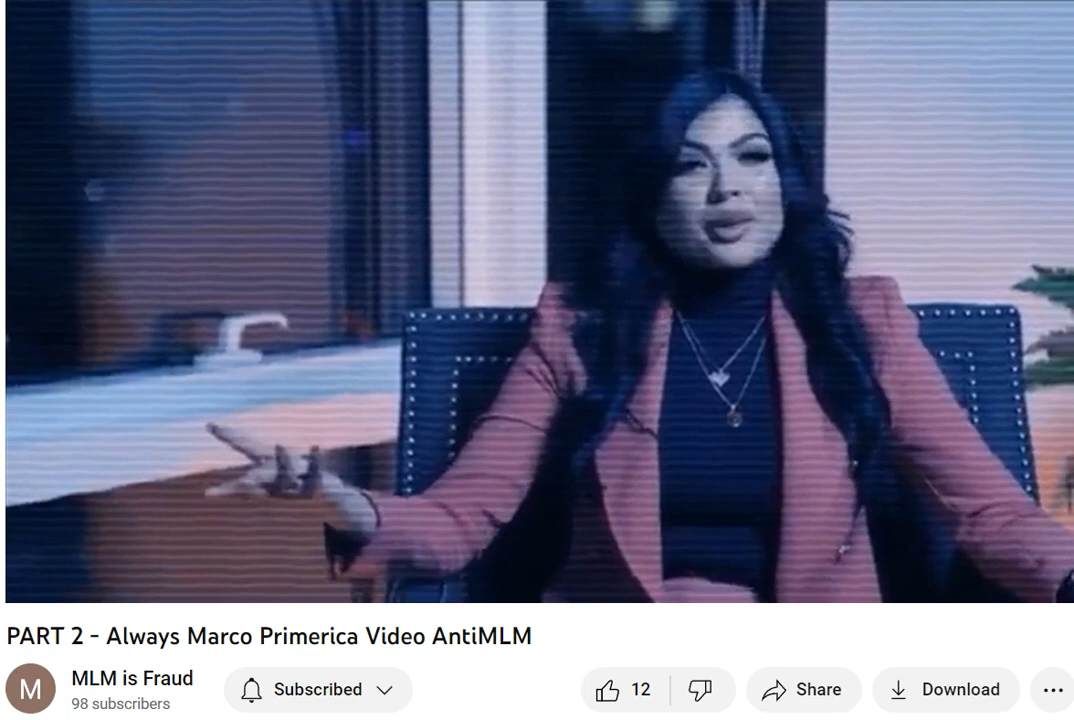 PART 2 - Always Marco Primerica Video AntiMLM
M
MLM is Fraud
98 subscribers
Subscribed
12
Share
Download